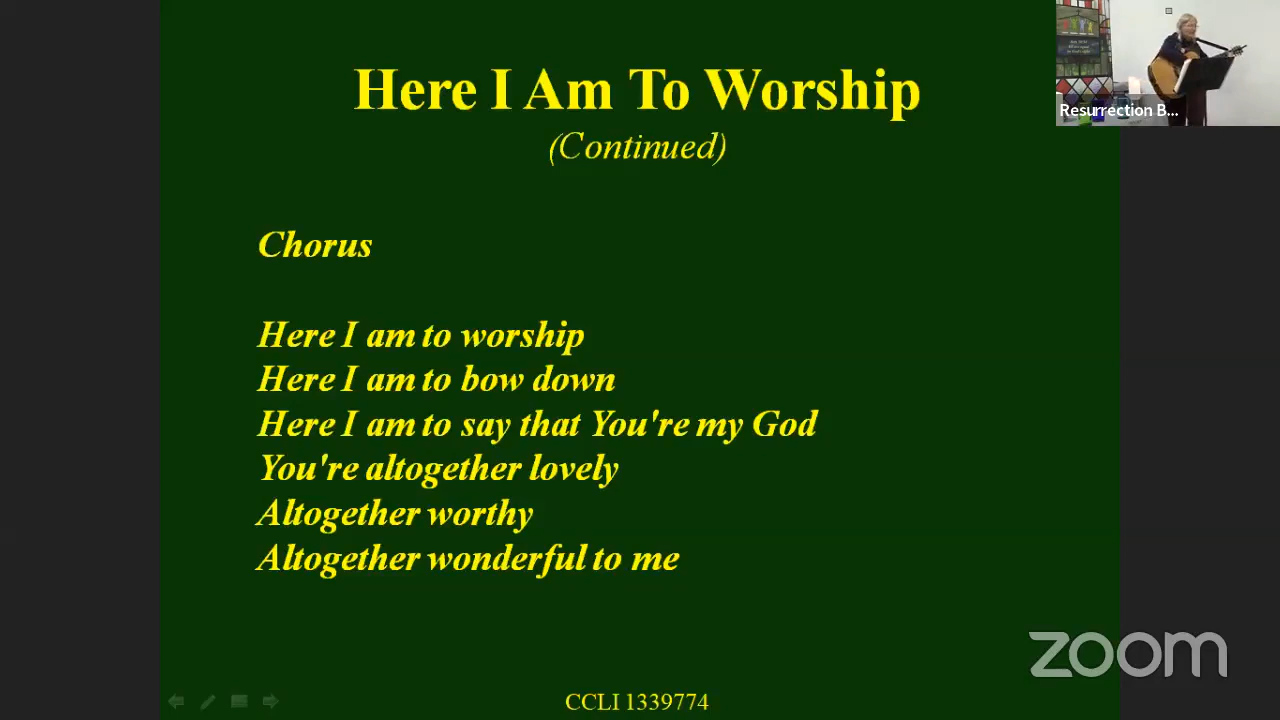 Here I Am To Worship
(Continued)
Chorus
Here I am to worship
Here I am to bow down
Here I am to say that You're my God
You're altogether lovely
Altogether worthy
Altogether wonderful to me
CCLI 1339774
Resurrection B...
zoom